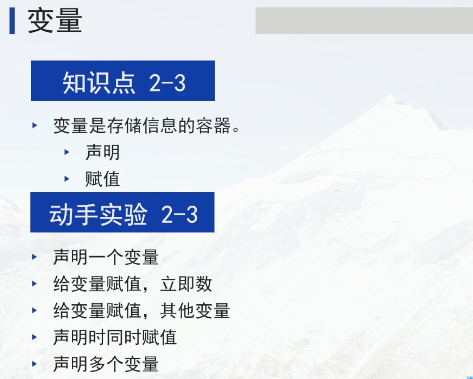 变量
知识点 2-3
变量是存储信息的容器。
声明
赋值
动手实验 2-3
声明一个变量
给变量赋值，立即数
给变量赋值，其他变量
声明时同时赋值
声明多个变量